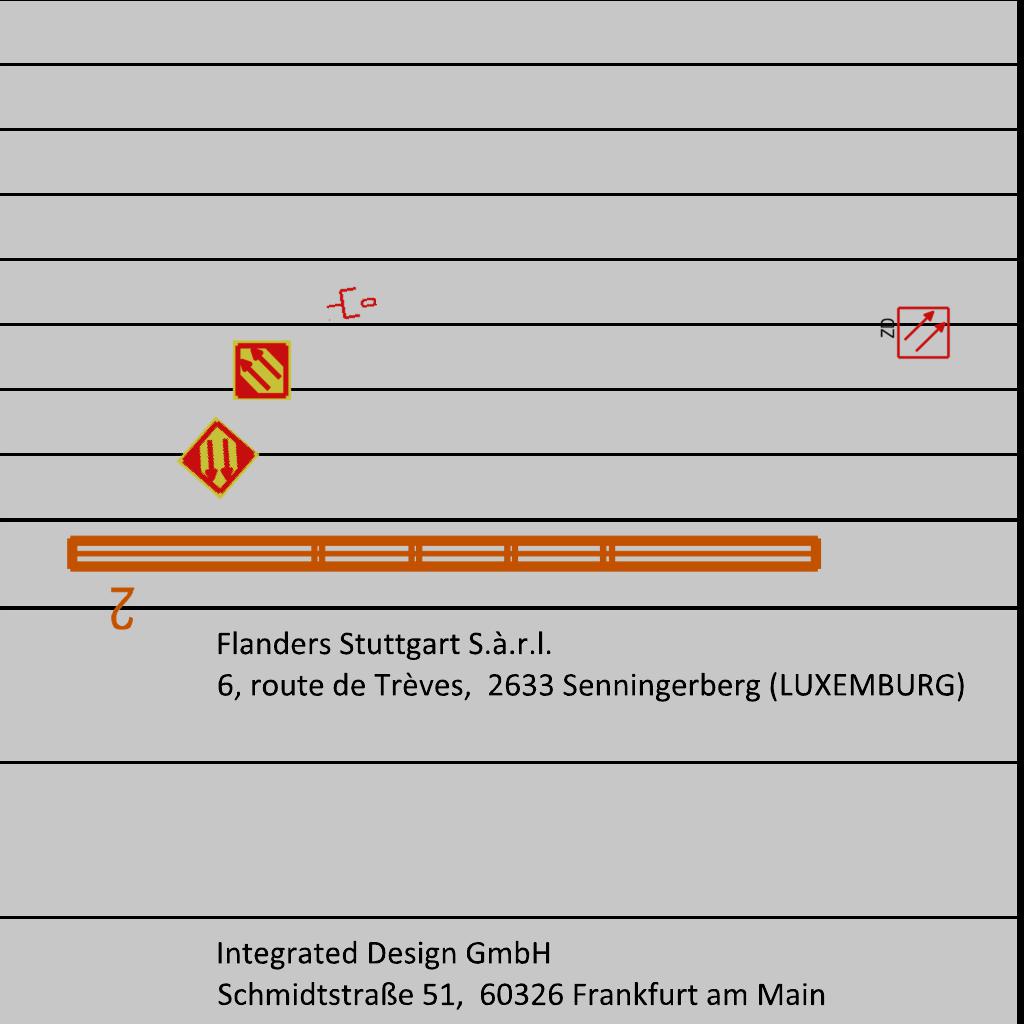 ZD
2
Flanders Stuttgart S.à.r.l.
6, route de Trèves,  2633 Senningerberg (LUXEMBURG)
Integrated Design GmbH
Schmidtstraße 51,  60326 Frankfurt am Main